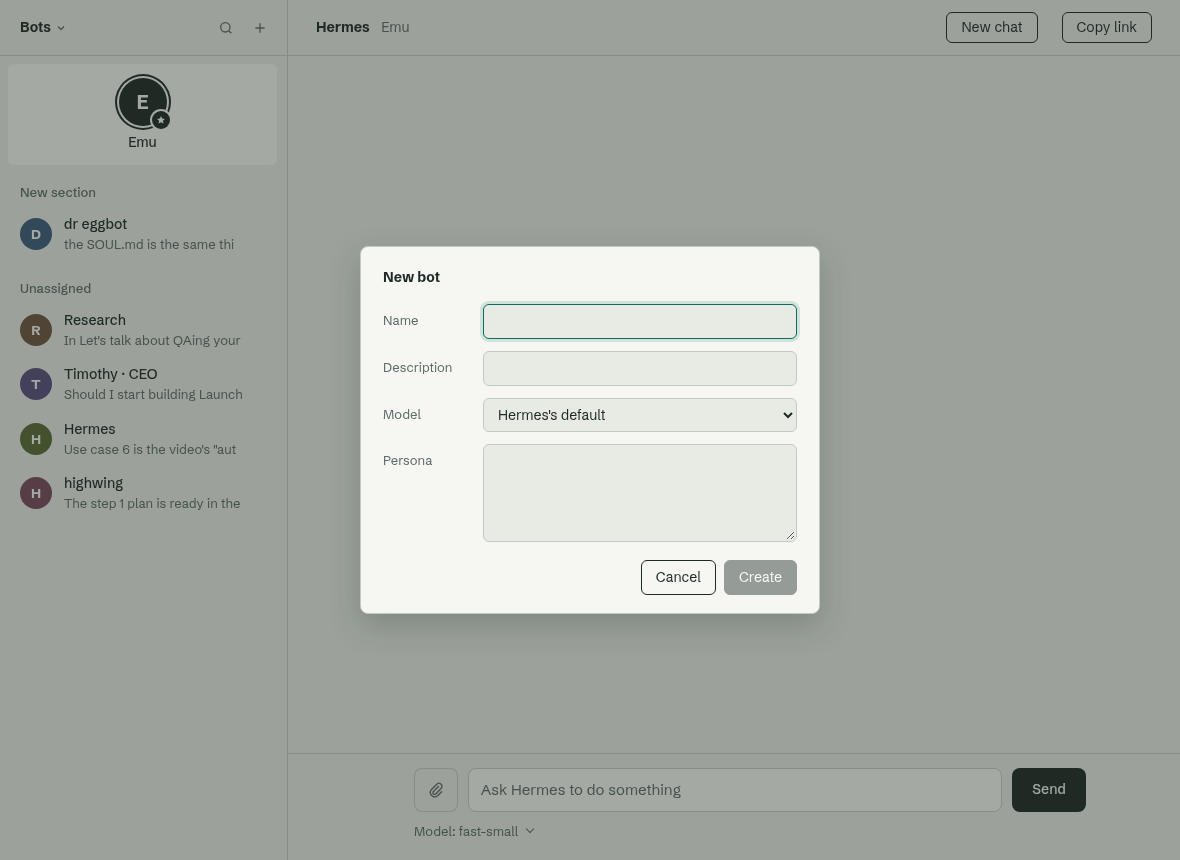 Bots
E
Emu
New section
D
dr eggbot
the SOUL.md is the same thi
Unassigned
R
Research
In Let's talk about QAing your
T
Timothy · CEO
Should I start building Launch
H
Hermes
Use case 6 is the video's "aut
H
highwing
The step 1 plan is ready in the
Hermes Emu
New chat
Copy link
New bot
Name
Description
Model
Hermes's default
Persona
Cancel
Create
Ask Hermes to do something
Send
Model: fast-small